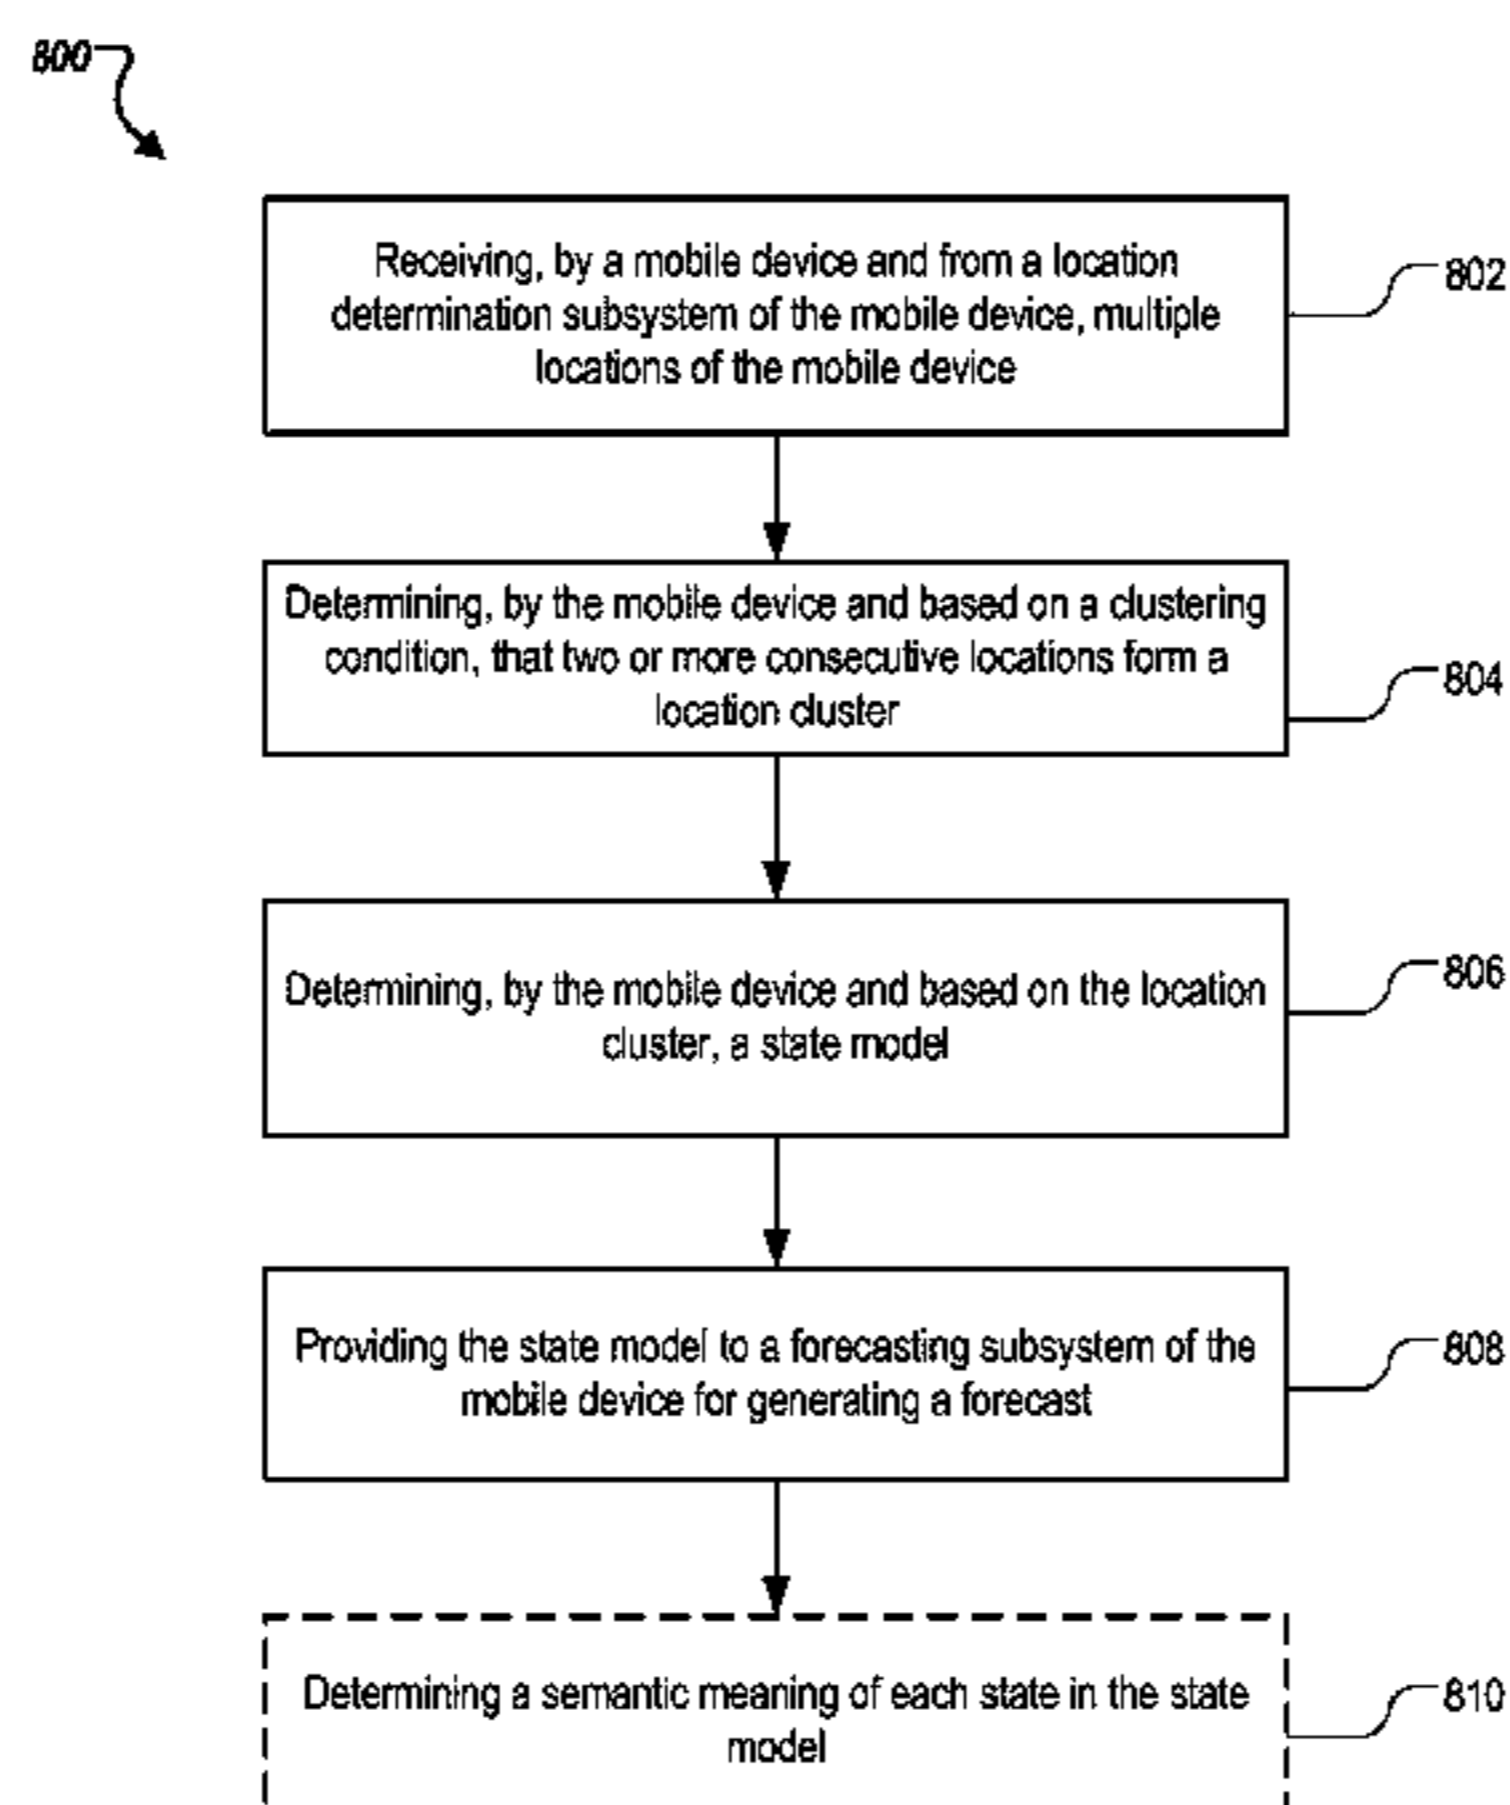 800
Receiving, by a mobile device and from a location
determination subsystem of the mobile device, multiple
locations of the mobile device
802
Determining, by the mobile device and based on a clustering
condition, that two or more consecutive locations form a
location cluster
804
Determining, by the mobile device and based on the location
cluster, a state model
806
Providing the state model to a forecasting subsystem of the
mobile device for generating a forecast
808
Determining a semantic meaning of each state in the state
model
810